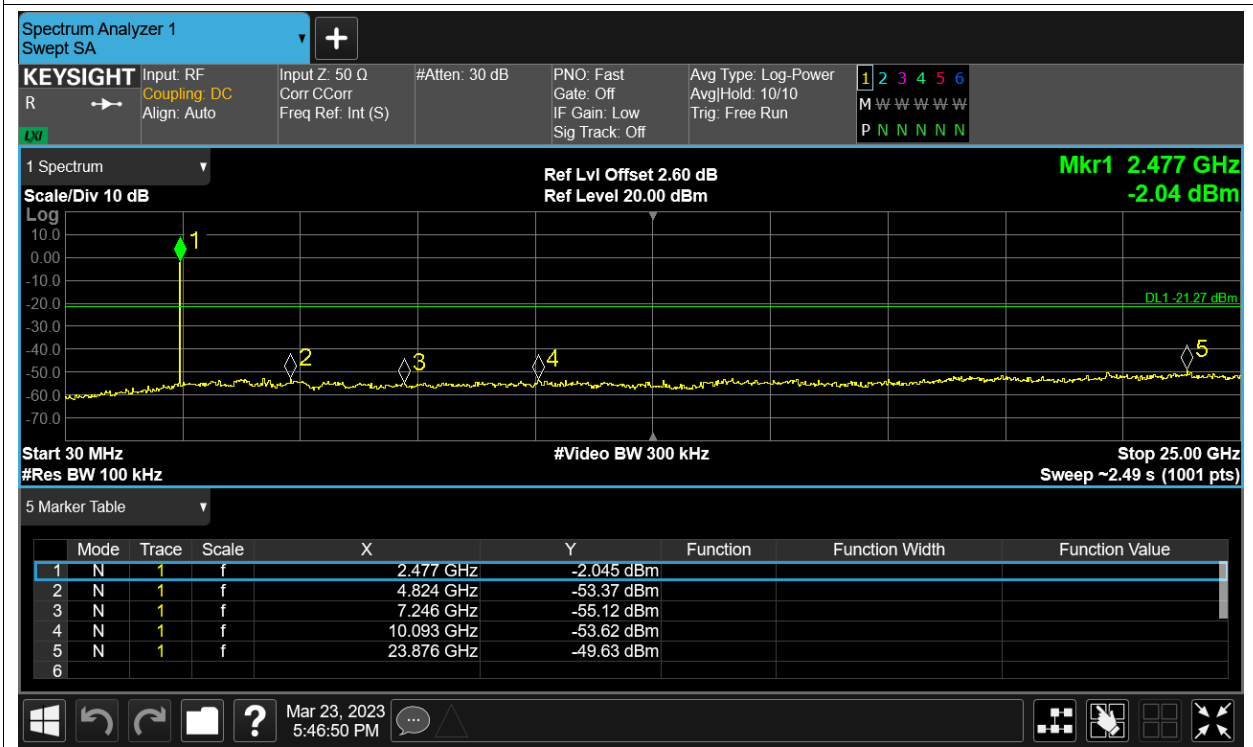 Spectrum Analyzer 1
Swept SA
KEYSIGHT Input: RF Input Z: 50 Ω #Atten: 30 dB PNO: Fast Avg Type: Log-Power 1 2 3 4 5 6
R Coupling: DC Corr CCorr Gate: Off Avg|Hold: 10/10 M W W W W W
Align: Auto Freq Ref: Int (S) IF Gain: Low Trig: Free Run
LXI Sig Track: Off P N N N N N
1 Spectrum Ref Lvl Offset 2.60 dB Mkr1 2.477 GHz
Scale/Div 10 dB Ref Level 20.00 dBm -2.04 dBm
Log
10.0 1
0.00
-10.0
-20.0 DL1 -21.27 dBm
-30.0
-40.0 2 3 4 5
-50.0
-60.0
-70.0
Start 30 MHz #Video BW 300 kHz Stop 25.00 GHz
#Res BW 100 kHz Sweep ~2.49 s (1001 pts)
5 Marker Table
Mode Trace Scale X Y Function Function Width Function Value
1 N 1 f 2.477 GHz -2.045 dBm
2 N 1 f 4.824 GHz -53.37 dBm
3 N 1 f 7.246 GHz -55.12 dBm
4 N 1 f 10.093 GHz -53.62 dBm
5 N 1 f 23.876 GHz -49.63 dBm
6
? Mar 23, 2023
5:46:50 PM